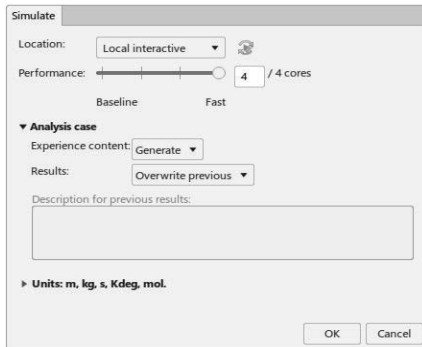 Simulate
Location: Local interactive
Performance: 4 / 4 cores
Baseline Fast
Analysis case
Experience content: Generate
Results: Overwrite previous
Description for previous results:
Units: m, kg, s, Kdeg, mol.
OK Cancel